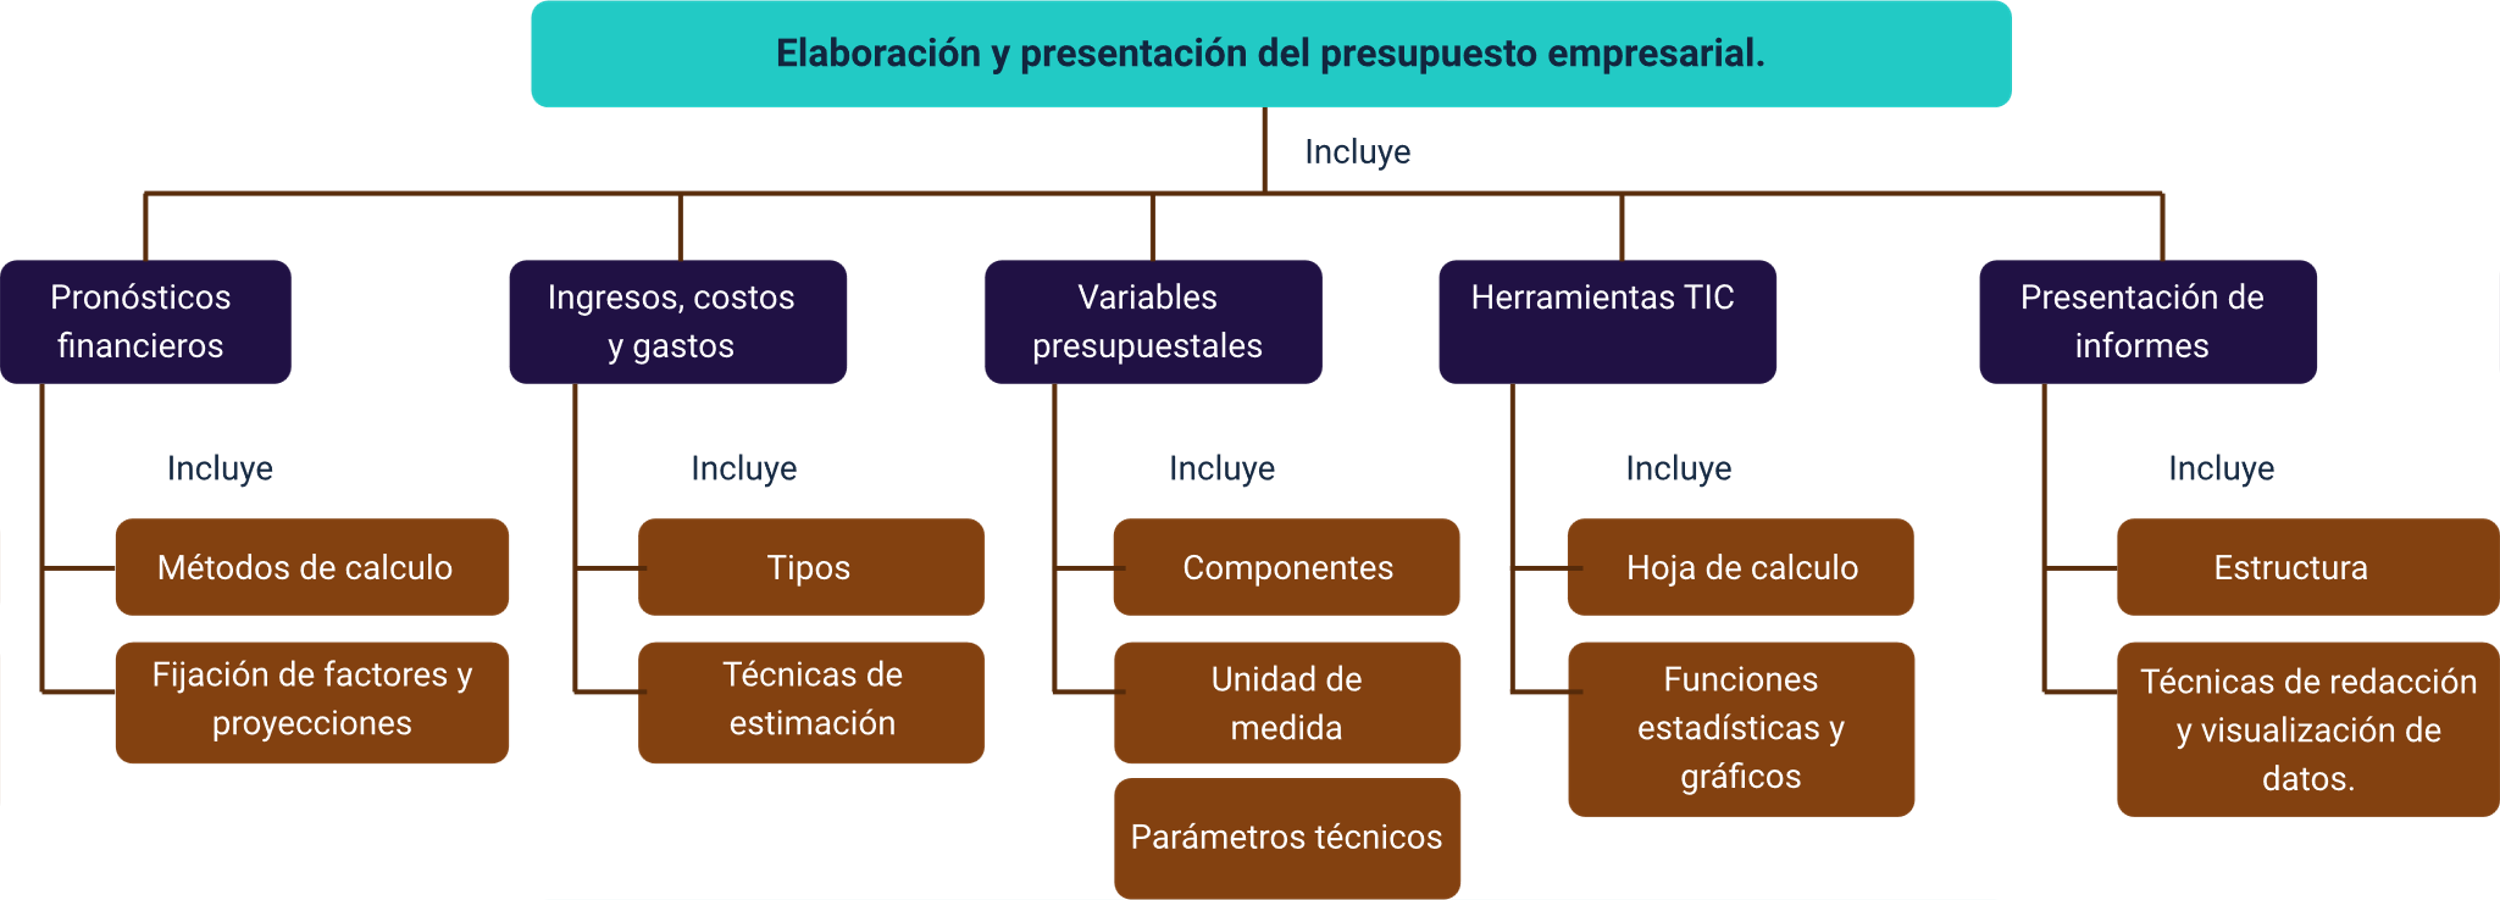 Elaboración y presentación del presupuesto empresarial.
Incluye
Pronósticos
financieros
Incluye
Métodos de calculo
Fijación de factores y
proyecciones
Ingresos, costos
y gastos
Incluye
Tipos
Técnicas de
estimación
Variables
presupuestales
Incluye
Componentes
Unidad de
medida
Parámetros técnicos
Herramientas TIC
Incluye
Hoja de calculo
Funciones
estadísticas y
gráficos
Presentación de
informes
Incluye
Estructura
Técnicas de redacción
y visualización de
datos.